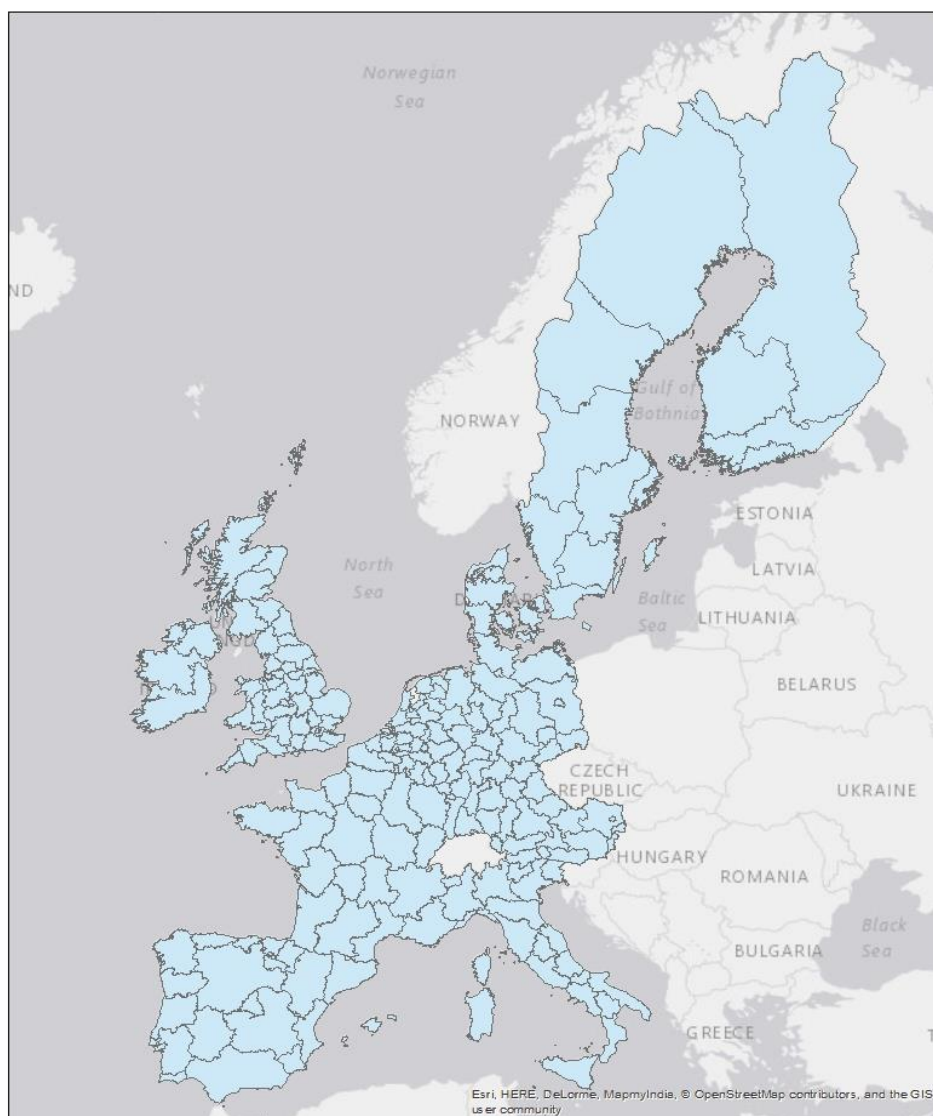 Norwegian
Sea
ND
NORWAY
Gulf of
Bothnia
ESTONIA
North
Sea
LATVIA
Baltic
Sea
LITHUANIA
BELARUS
CZECH
REPUBLIC
UKRAINE
HUNGARY
ROMANIA
Black
Sea
BULGARIA
GREECE
T
Esri, HERE, DeLorme, MapmyIndia, © OpenStreetMap contributors, and the GIS
user community